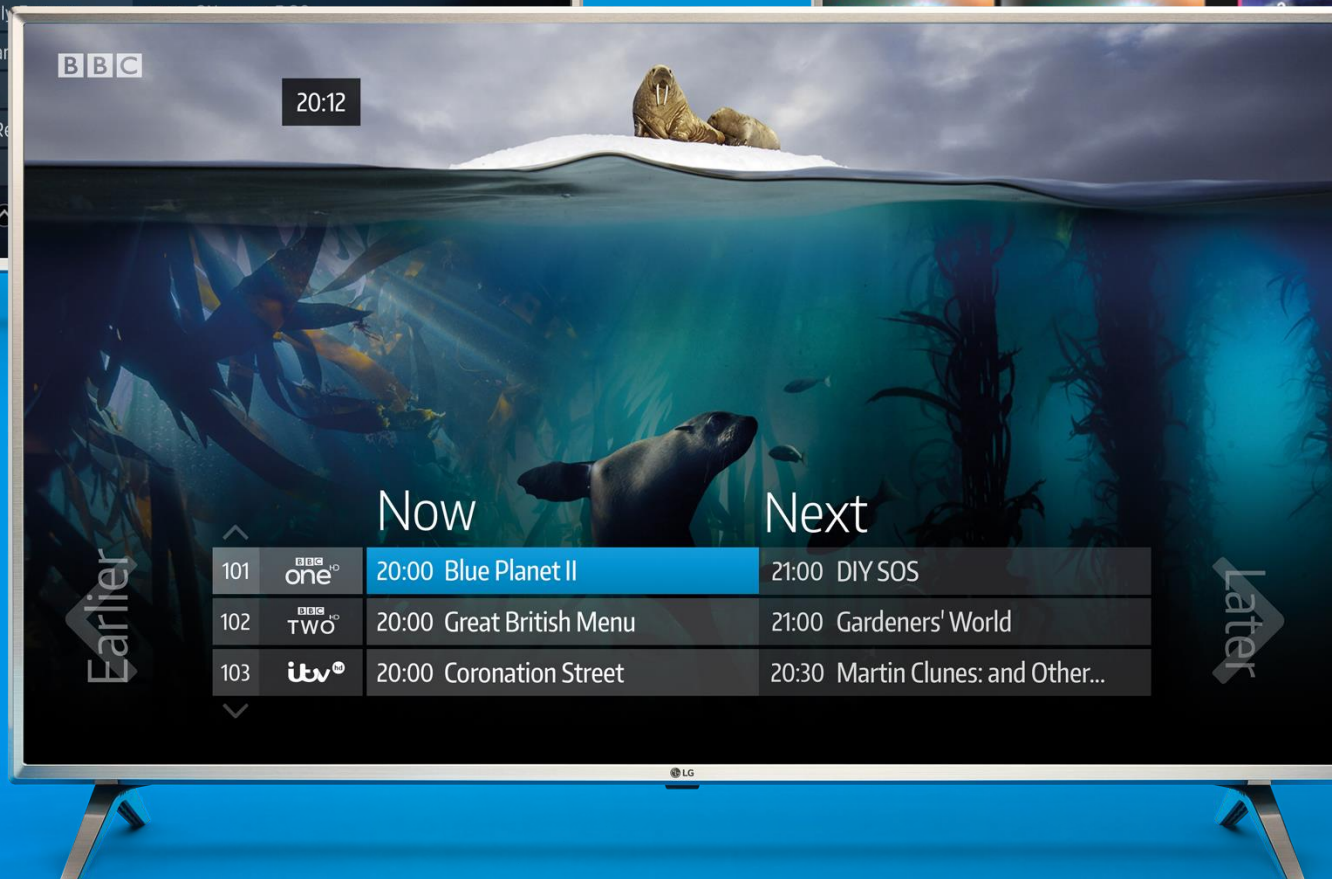 BBC
20:12
Now
Next
Earlier
101 BBC one HD 20:00 Blue Planet II 21:00 DIY SOS
102 BBC TWO HD 20:00 Great British Menu 21:00 Gardeners' World
103 itv hd 20:00 Coronation Street 20:30 Martin Clunes: and Other...
Later
LG